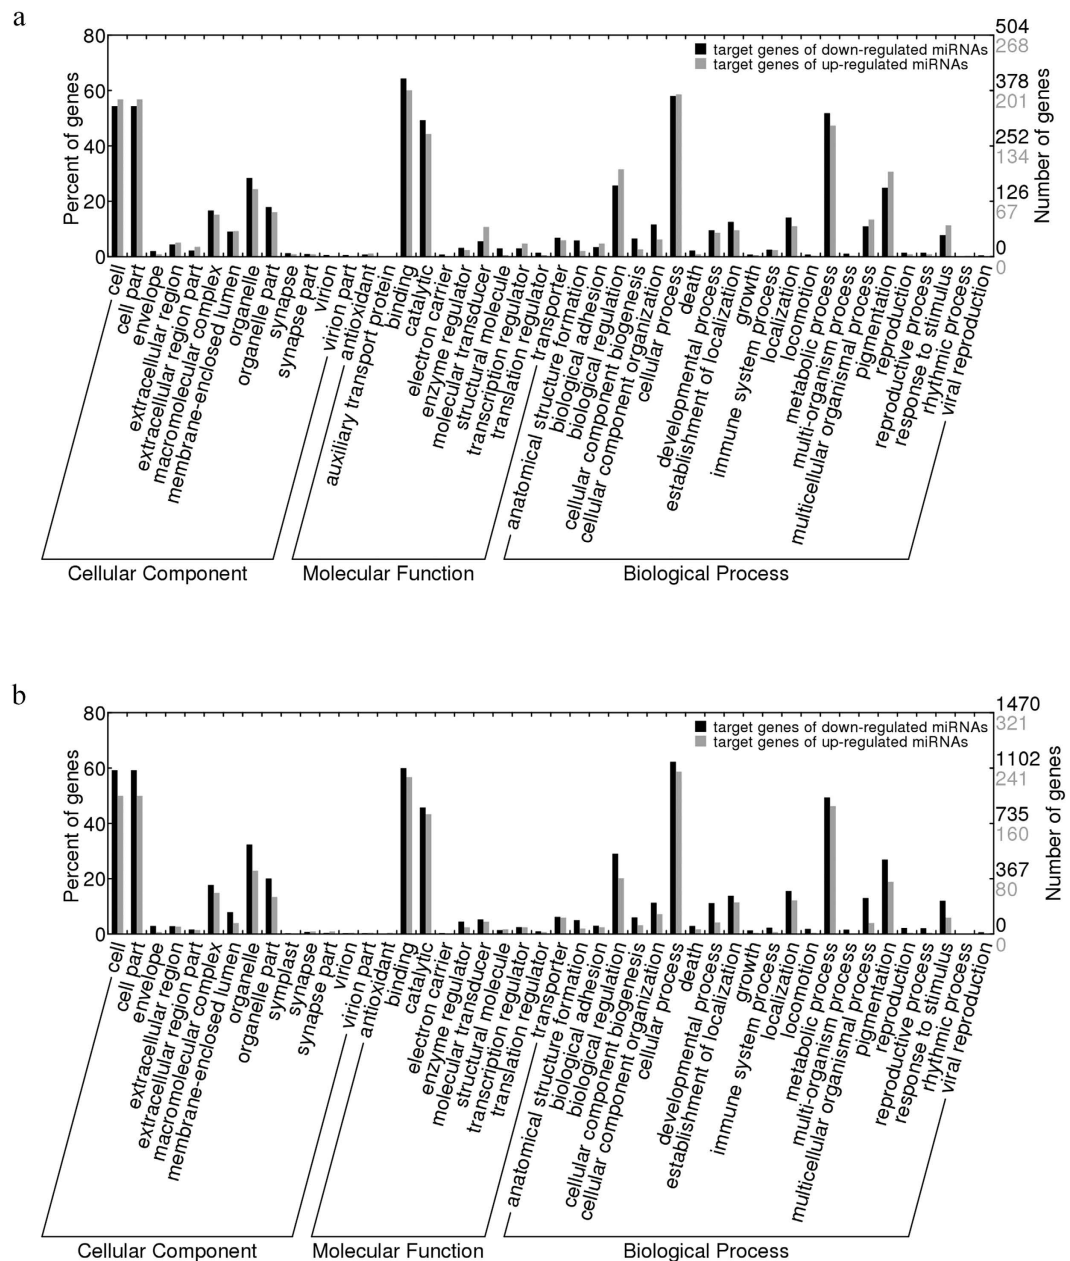 a
80
60
40
20
0
Percent of genes
target genes of down-regulated miRNAs
target genes of up-regulated miRNAs
504
268
378
201
252
134
126
67
0
0
Number of genes
cell
cell part
envelope
extracellular region
extracellular region part
macromolecular complex
membrane-enclosed lumen
organelle
organelle part
synapse
synapse part
virion
virion part
antioxidant
auxiliary transport protein
binding
catalytic
electron carrier
enzyme regulator
molecular transducer
structural molecule
transcription regulator
translation regulator
transporter
anatomical structure formation
biological adhesion
biological regulation
cellular component biogenesis
cellular component organization
cellular process
death
developmental process
establishment of localization
growth
immune system process
localization
locomotion
metabolic process
multi-organism process
multicellular organismal process
pigmentation
reproduction
reproductive process
response to stimulus
rhythmic process
viral reproduction
Cellular Component
Molecular Function
Biological Process
b
80
60
40
20
0
Percent of genes
target genes of down-regulated miRNAs
target genes of up-regulated miRNAs
1470
321
1102
241
735
160
367
80
0
0
Number of genes
cell
cell part
envelope
extracellular region
extracellular region part
macromolecular complex
membrane-enclosed lumen
organelle
organelle part
symplast
synapse
synapse part
virion
virion part
antioxidant
binding
catalytic
electron carrier
enzyme regulator
molecular transducer
structural molecule
transcription regulator
translation regulator
transporter
anatomical structure formation
biological adhesion
biological regulation
cellular component biogenesis
cellular component organization
cellular process
death
developmental process
establishment of localization
growth
immune system process
localization
locomotion
metabolic process
multi-organism process
multicellular organismal process
pigmentation
reproduction
reproductive process
response to stimulus
rhythmic process
viral reproduction
Cellular Component
Molecular Function
Biological Process